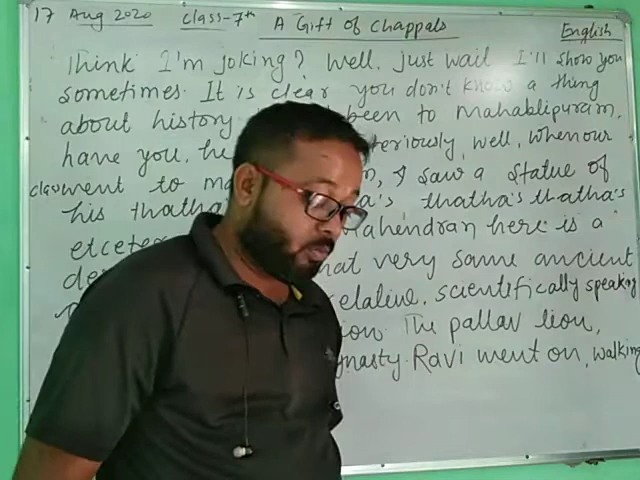 17 Aug 2020 Class-7th A Gift of Chappals English
Think I'm joking? Well, just wait I'll show you
sometimes. It is clear you don't know a thing
about history been to Mahablipuram,
have you, he teriously, well, when our
class went to ma I saw a statue of
his thatha a's thatha's thatha's
etcetera Mahendran here is a
de hat very same ancient
relative. scientifically speaking
ion The pallav lion,
ynasty. Ravi went on, walking